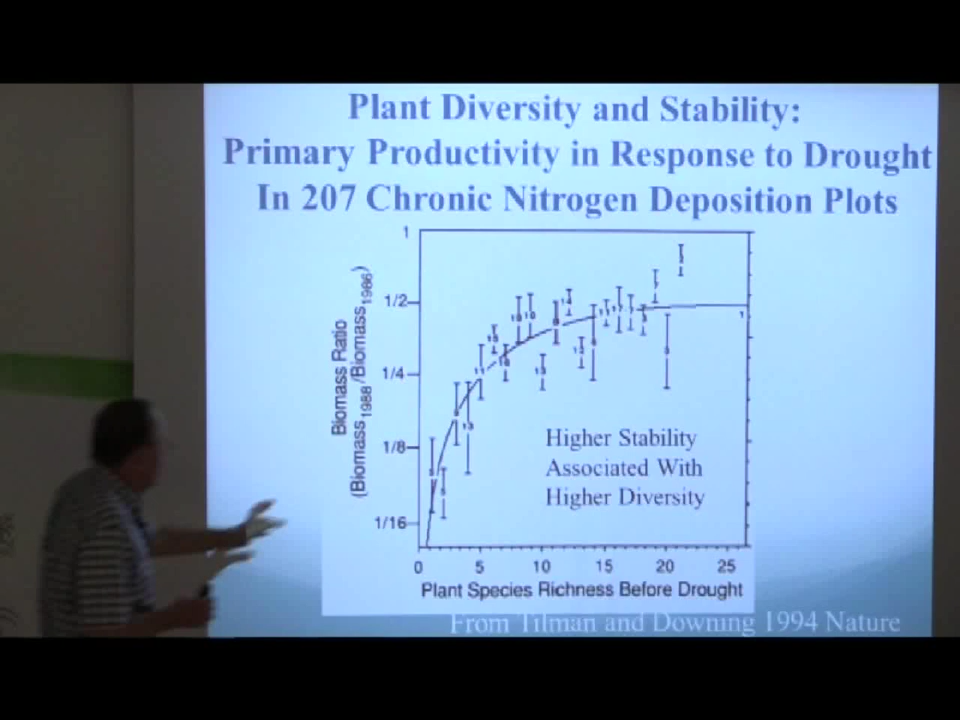 Plant Diversity and Stability:
Primary Productivity in Response to Drought
In 207 Chronic Nitrogen Deposition Plots
1
1/2
1/4
1/8
1/16
Biomass Ratio
(Biomass1988/Biomass1986)
Higher Stability
Associated With
Higher Diversity
0 5 10 15 20 25
Plant Species Richness Before Drought
From Tilman and Downing 1994 Nature